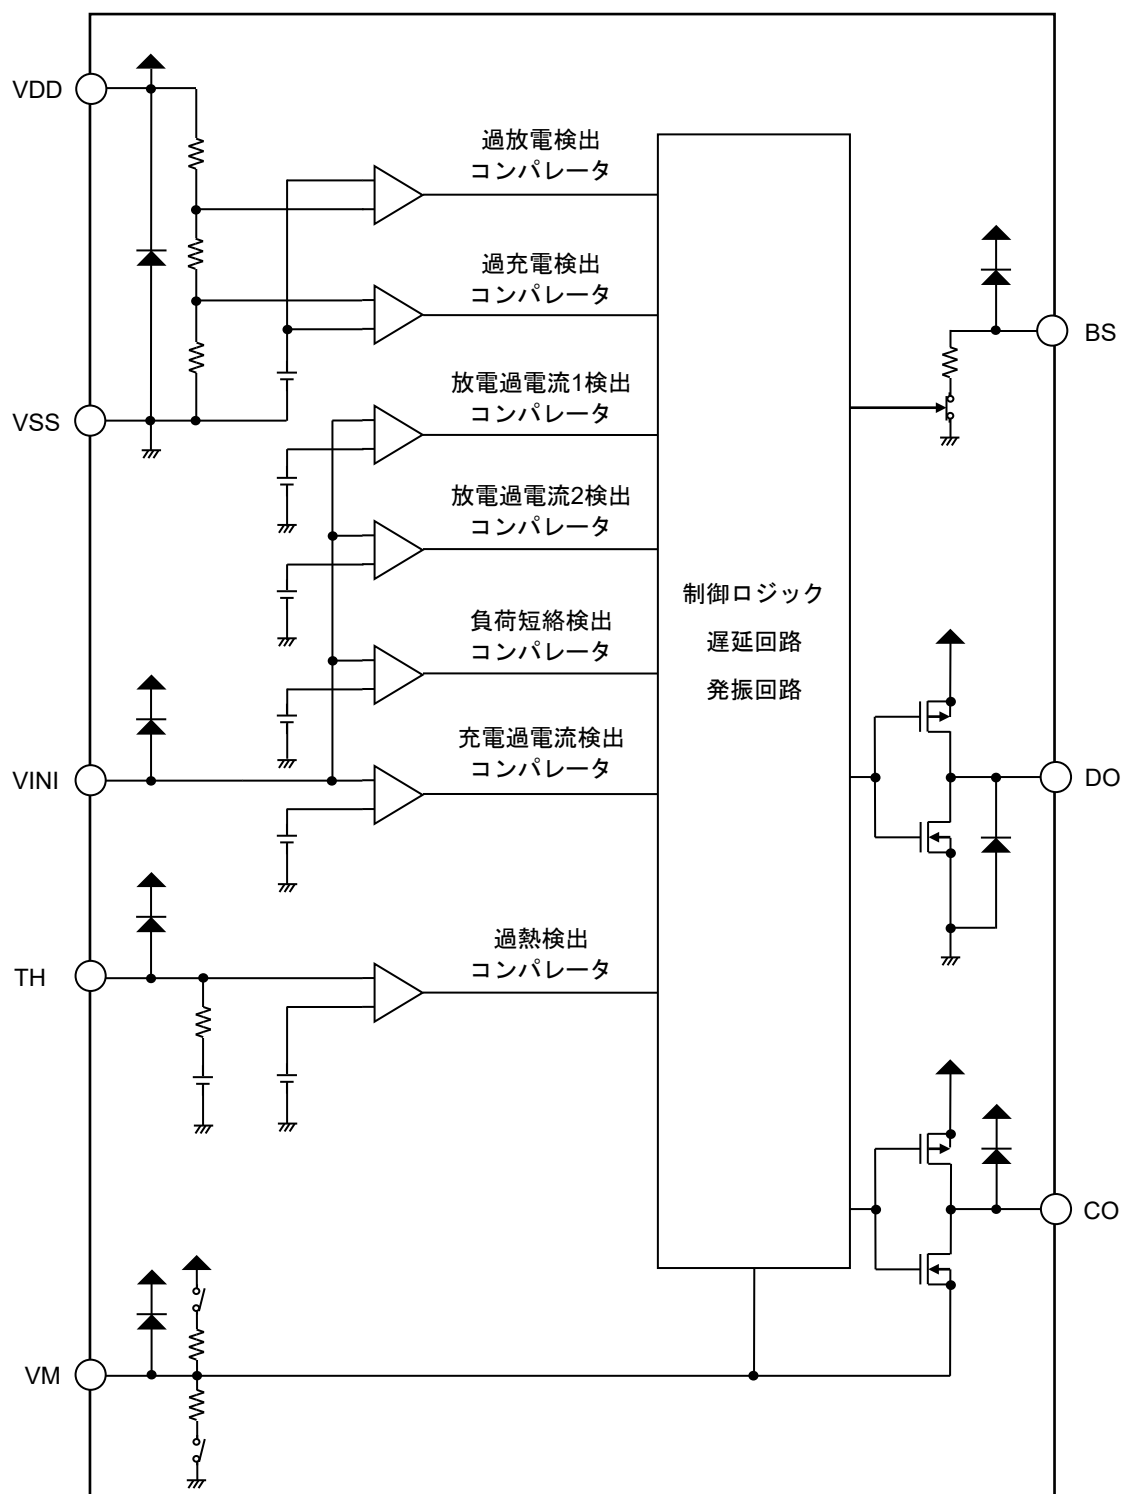 VDD
過放電検出
コンパレータ
過充電検出
コンパレータ
BS
VSS
放電過電流1検出
コンパレータ
放電過電流2検出
コンパレータ
制御ロジック
遅延回路
発振回路
負荷短絡検出
コンパレータ
VINI
充電過電流検出
コンパレータ
DO
TH
過熱検出
コンパレータ
CO
VM